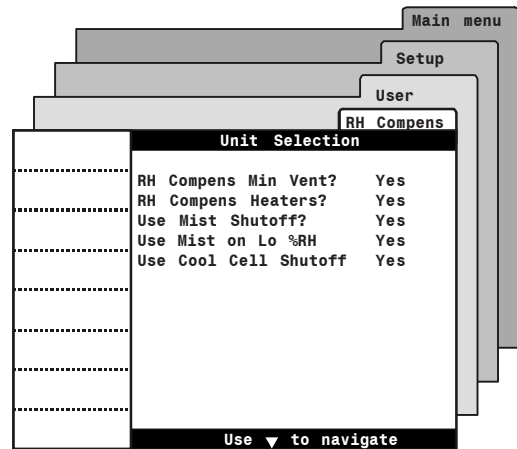 Main menu
Setup
User
RH Compens
Unit Selection
RH Compens Min Vent? Yes
RH Compens Heaters? Yes
Use Mist Shutoff? Yes
Use Mist on Lo %RH Yes
Use Cool Cell Shutoff Yes
Use ▼ to navigate